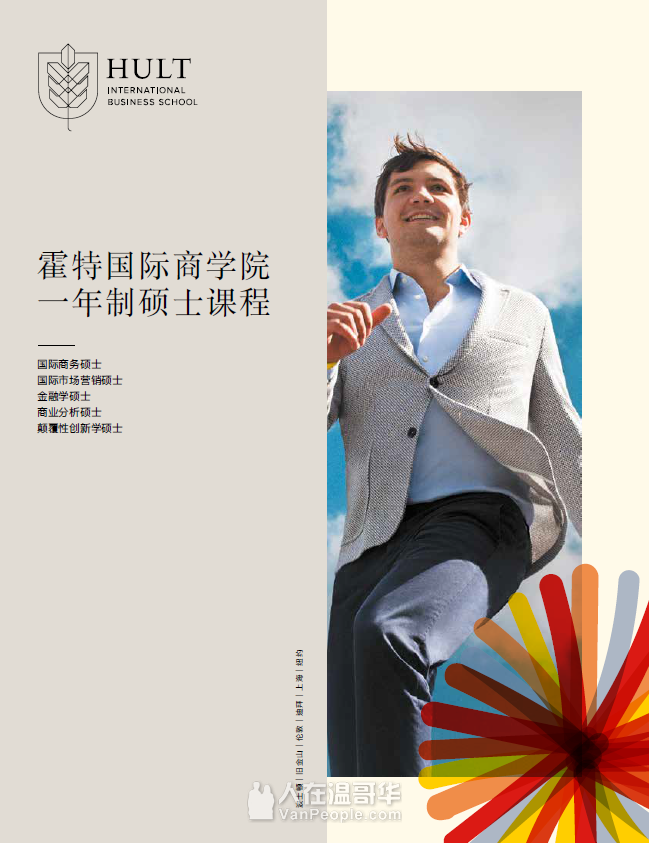 HULT
INTERNATIONAL
BUSINESS SCHOOL
霍特国际商学院
一年制硕士课程
国际商务硕士
国际市场营销硕士
金融学硕士
商业分析硕士
颠覆性创新学硕士
波士顿 | 旧金山 | 伦敦 | 迪拜 | 上海 | 纽约
人在温哥华
VanPeople.com